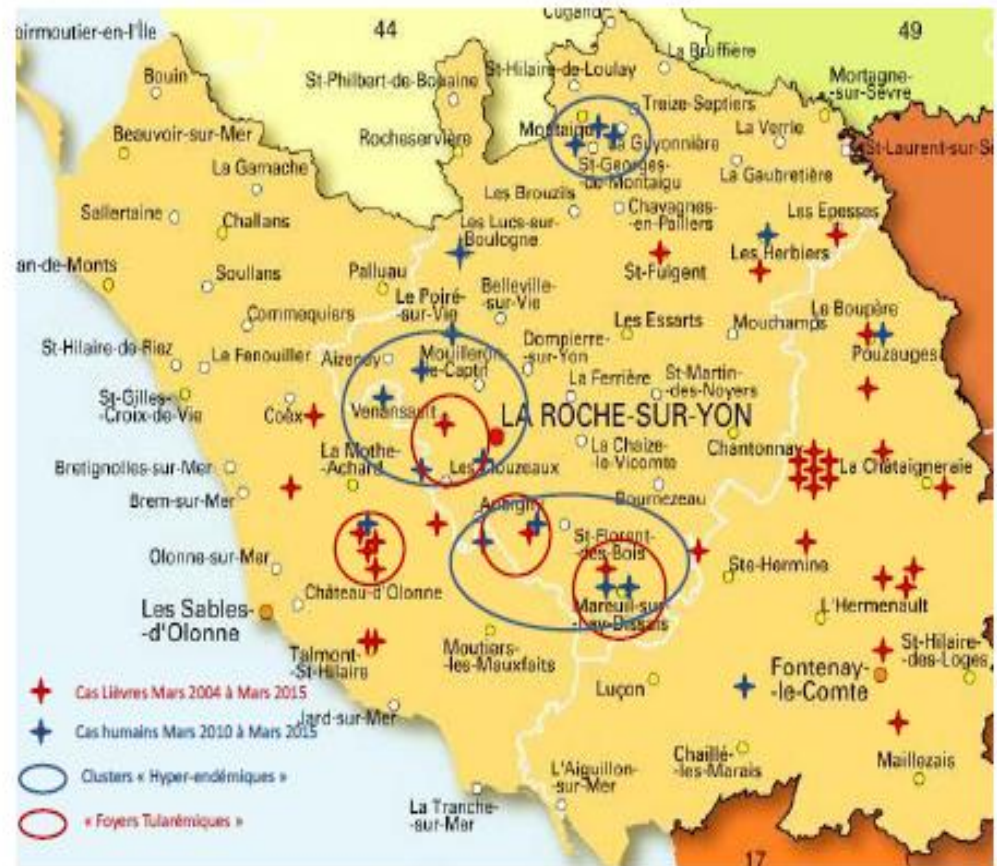 Cugand
oirmoutier-en-l'Île
44
49
La Bruffière
St-Hilaire-de-Loulay
St-Philbert-de-Bouaine
Mortagne-
-sur-Sèvre
Bouin
Treize-Septiers
Beauvoir-sur-Mer
Rocheservière
Montaigu
La Verrie
La Guyonnière
St-Laurent-sur-Sè
La Garnache
St-Georges-
-de-Montaigu
La Gaubretière
Les Brouzils
Sallertaine
Challans
Chavagnes-
-en-Paillers
Les Epesses
Les Lucs-sur-
Boulogne
Les Herbiers
an-de-Monts
Soullans
Palluau
St-Fulgent
Belleville-
-sur-Vie
Le Poiré-
-sur-Vie
Le Boupère
Commequiers
Les Essarts
Mouchamps
St-Hilaire-de-Riez
Le Fenouiller
Aizenay
Mouilleron-
-le-Captif
Dompierre-
-sur-Yon
Pouzauges
La Ferrière
St-Martin-
-des-Noyers
St-Gilles-
-Croix-de-Vie
Coëx
Venansault
LA ROCHE-SUR-YON
La Mothe-
-Achard
La Chaize-
-le-Vicomte
Chantonnay
Bretignolles-sur-Mer
Les Clouzeaux
La Châtaigneraie
Brem-sur-Mer
Bournezeau
Aubigny
St-Florent-
-des-Bois
Olonne-sur-Mer
Ste-Hermine
Château-d'Olonne
Mareuil-sur-
-Lay-Dissais
L'Hermenault
Les Sables-
-d'Olonne
Talmont-
-St-Hilaire
Moutiers-
-les-Mauxfaits
St-Hilaire-
-des-Loges
Luçon
Fontenay-
-le-Comte
Cas Lièvres Mars 2004 à Mars 2015
Jard-sur-Mer
Cas humains Mars 2010 à Mars 2015
Clusters « Hyper-endémiques »
Chaillé-
-les-Marais
Maillezais
L'Aiguillon-
-sur-Mer
« Foyers Tularémiques »
La Tranche-
-sur-Mer
17